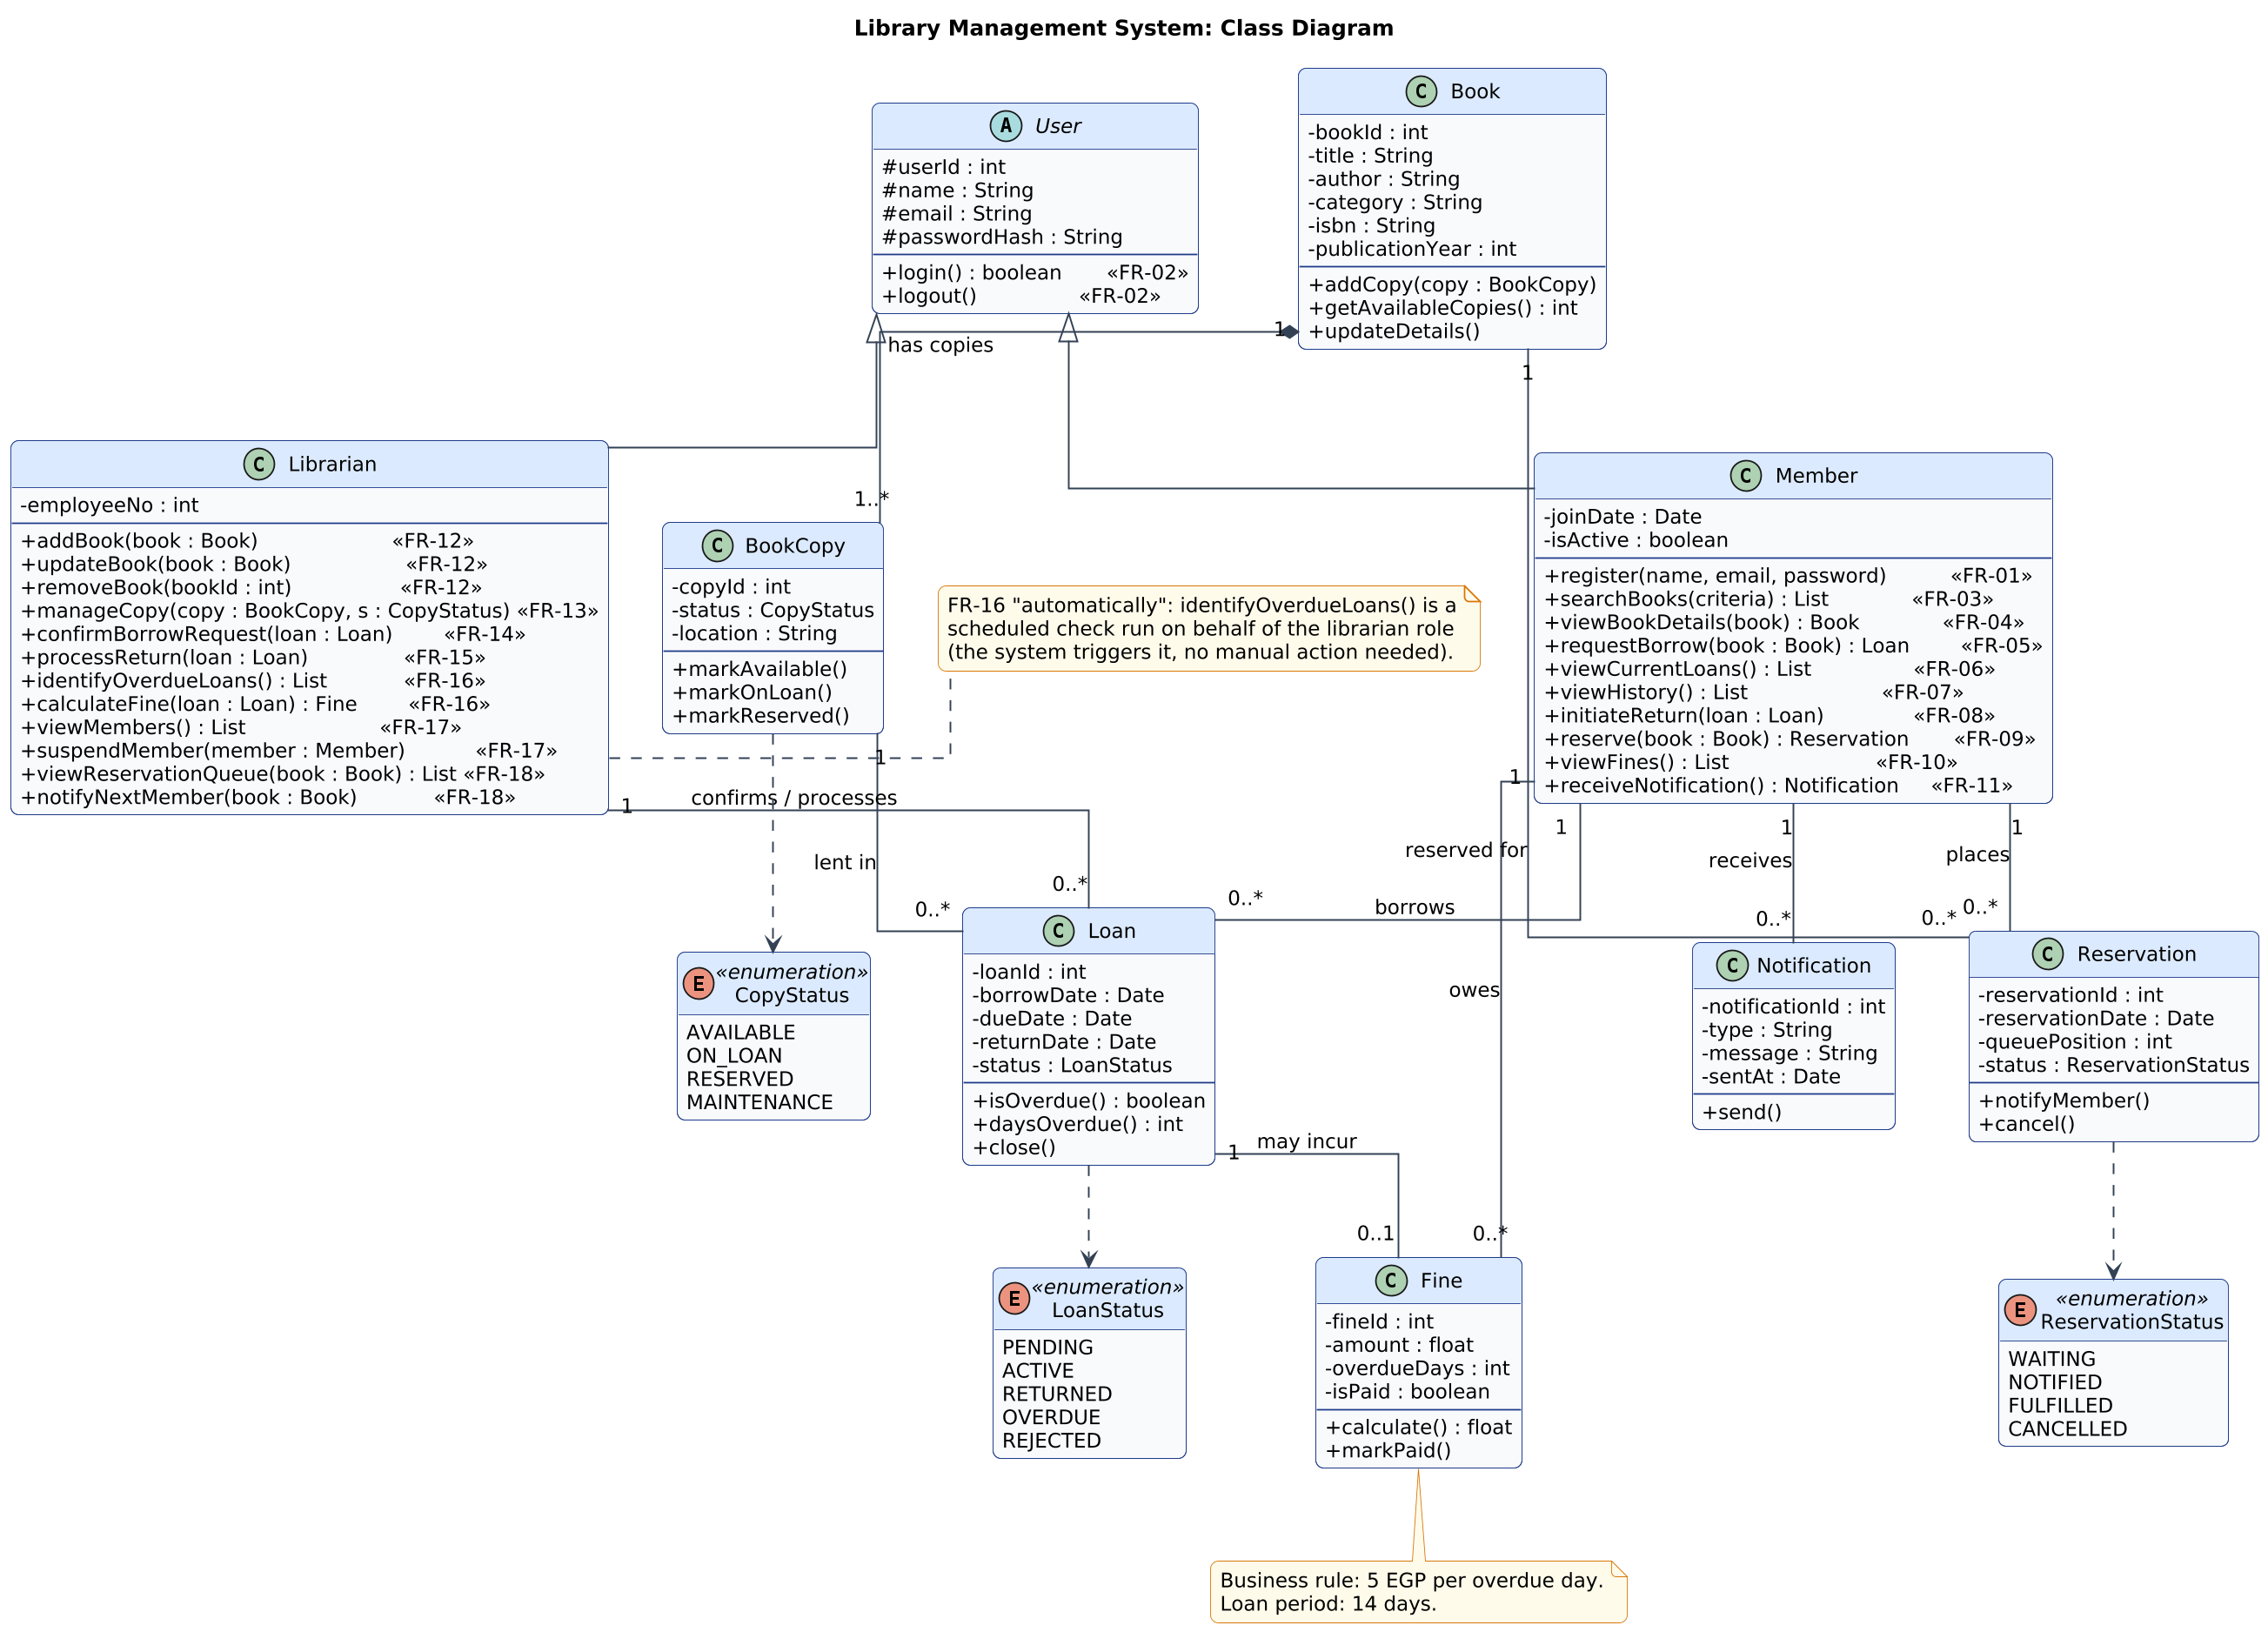 Library Management System: Class Diagram
A User
#userId : int
#name : String
#email : String
#passwordHash : String
+login() : boolean «FR-02»
+logout() «FR-02»
C Book
-bookId : int
-title : String
-author : String
-category : String
-isbn : String
-publicationYear : int
+addCopy(copy : BookCopy)
+getAvailableCopies() : int
+updateDetails()
1
has copies
1
1..*
C Librarian
-employeeNo : int
+addBook(book : Book) «FR-12»
+updateBook(book : Book) «FR-12»
+removeBook(bookId : int) «FR-12»
+manageCopy(copy : BookCopy, s : CopyStatus) «FR-13»
+confirmBorrowRequest(loan : Loan) «FR-14»
+processReturn(loan : Loan) «FR-15»
+identifyOverdueLoans() : List «FR-16»
+calculateFine(loan : Loan) : Fine «FR-16»
+viewMembers() : List «FR-17»
+suspendMember(member : Member) «FR-17»
+viewReservationQueue(book : Book) : List «FR-18»
+notifyNextMember(book : Book) «FR-18»
C BookCopy
-copyId : int
-status : CopyStatus
-location : String
+markAvailable()
+markOnLoan()
+markReserved()
FR-16 "automatically": identifyOverdueLoans() is a
scheduled check run on behalf of the librarian role
(the system triggers it, no manual action needed).
C Member
-joinDate : Date
-isActive : boolean
+register(name, email, password) «FR-01»
+searchBooks(criteria) : List «FR-03»
+viewBookDetails(book) : Book «FR-04»
+requestBorrow(book : Book) : Loan «FR-05»
+viewCurrentLoans() : List «FR-06»
+viewHistory() : List «FR-07»
+initiateReturn(loan : Loan) «FR-08»
+reserve(book : Book) : Reservation «FR-09»
+viewFines() : List «FR-10»
+receiveNotification() : Notification «FR-11»
1
1
1
confirms / processes
1
1
1
reserved for
receives
places
lent in
0..*
0..*
0..*
borrows
0..*
0..*
0..*
owes
E «enumeration»
CopyStatus
AVAILABLE
ON_LOAN
RESERVED
MAINTENANCE
C Loan
-loanId : int
-borrowDate : Date
-dueDate : Date
-returnDate : Date
-status : LoanStatus
+isOverdue() : boolean
+daysOverdue() : int
+close()
C Notification
-notificationId : int
-type : String
-message : String
-sentAt : Date
+send()
C Reservation
-reservationId : int
-reservationDate : Date
-queuePosition : int
-status : ReservationStatus
+notifyMember()
+cancel()
1
may incur
0..1
0..*
E «enumeration»
LoanStatus
PENDING
ACTIVE
RETURNED
OVERDUE
REJECTED
C Fine
-fineId : int
-amount : float
-overdueDays : int
-isPaid : boolean
+calculate() : float
+markPaid()
E «enumeration»
ReservationStatus
WAITING
NOTIFIED
FULFILLED
CANCELLED
Business rule: 5 EGP per overdue day.
Loan period: 14 days.